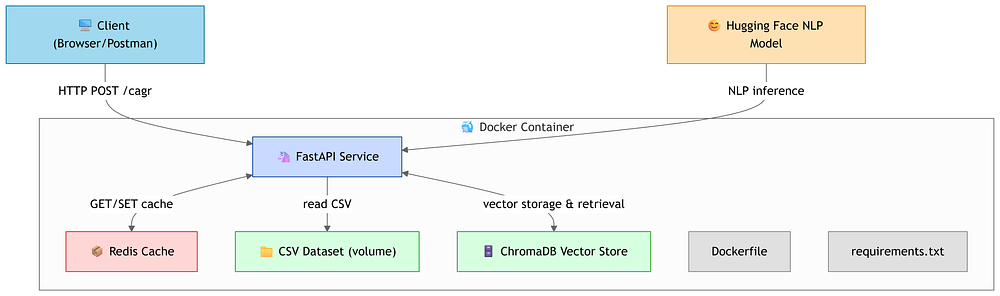 Client
(Browser/Postman)
Hugging Face NLP
Model
HTTP POST /cagr
NLP inference
Docker Container
FastAPI Service
GET/SET cache
read CSV
vector storage & retrieval
Redis Cache
CSV Dataset (volume)
ChromaDB Vector Store
Dockerfile
requirements.txt